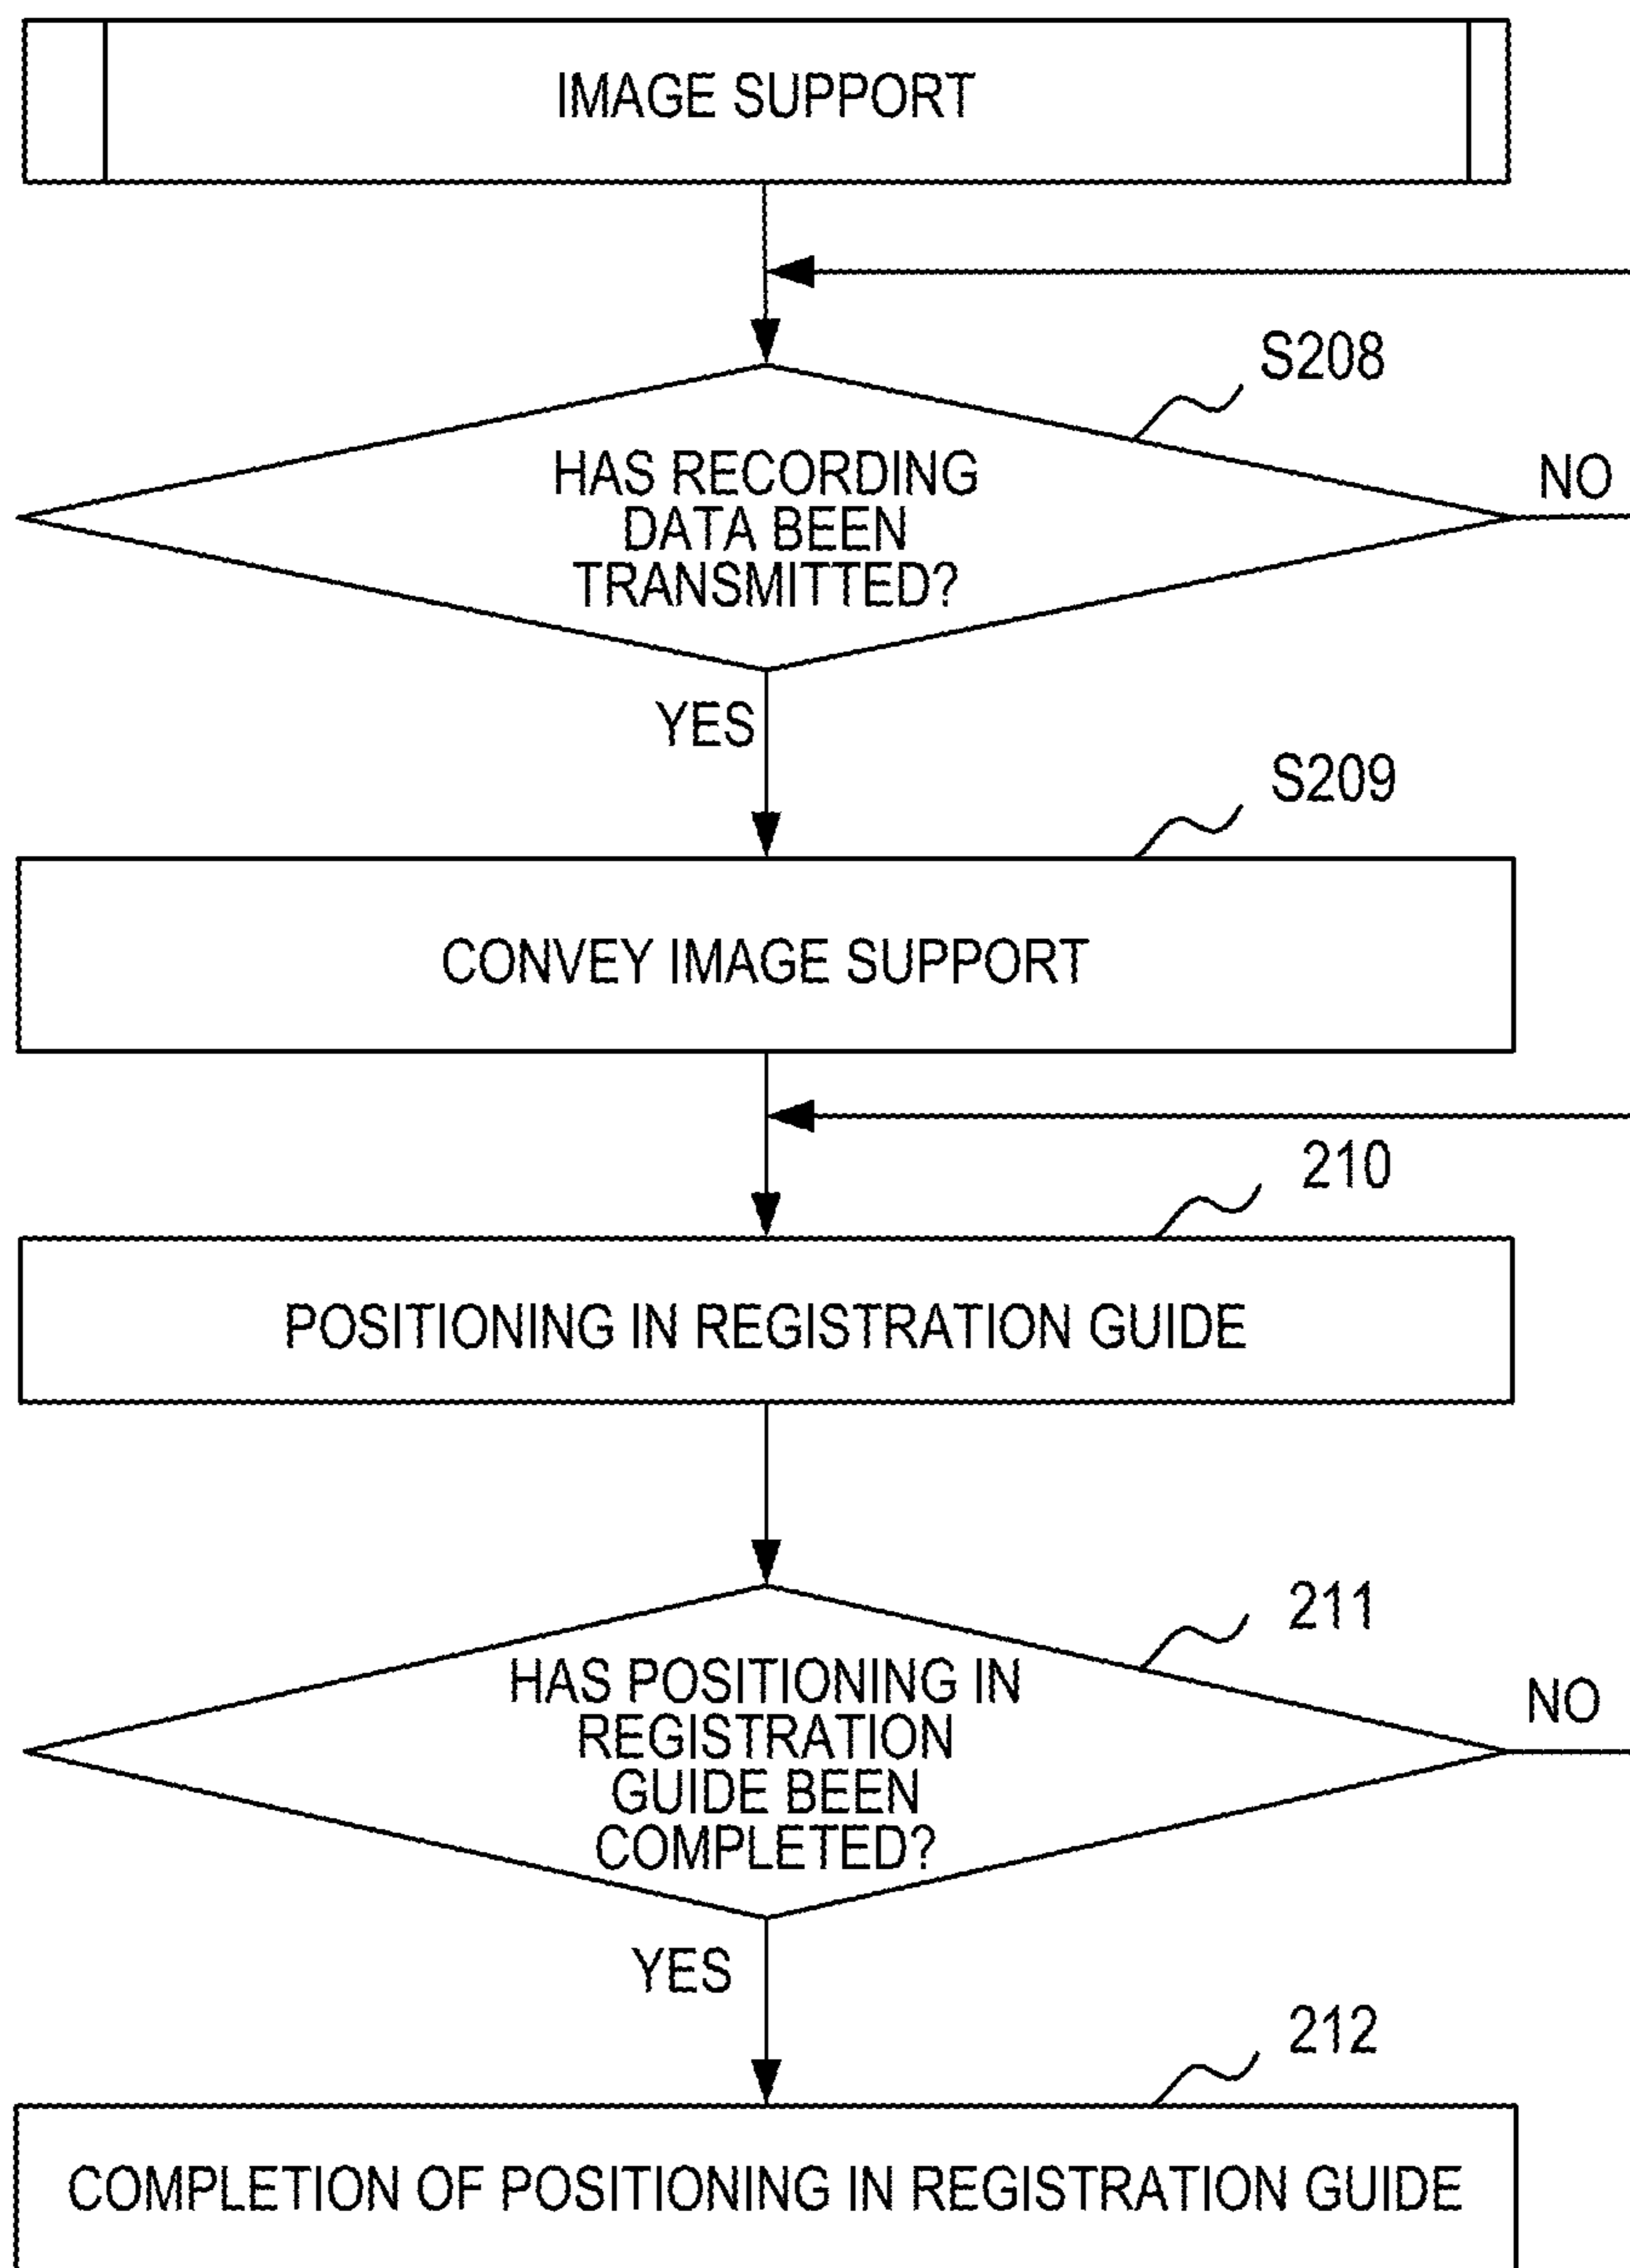 IMAGE SUPPORT
S208
HAS RECORDING
DATA BEEN
TRANSMITTED?
NO
YES
S209
CONVEY IMAGE SUPPORT
210
POSITIONING IN REGISTRATION GUIDE
211
HAS POSITIONING IN
REGISTRATION
GUIDE BEEN
COMPLETED?
NO
YES
212
COMPLETION OF POSITIONING IN REGISTRATION GUIDE